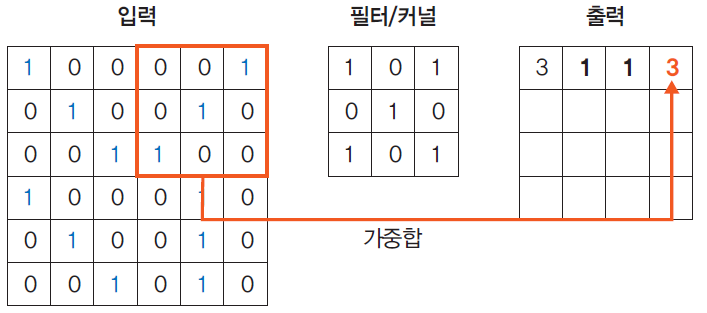 입력 필터/커널 출력
1 0 0 0 0 1 1 0 1 3 1 1 3
0 1 0 0 1 0 0 1 0
0 0 1 1 0 0 1 0 1
1 0 0 0 1 0
가중합
0 1 0 0 1 0
0 0 1 0 1 0